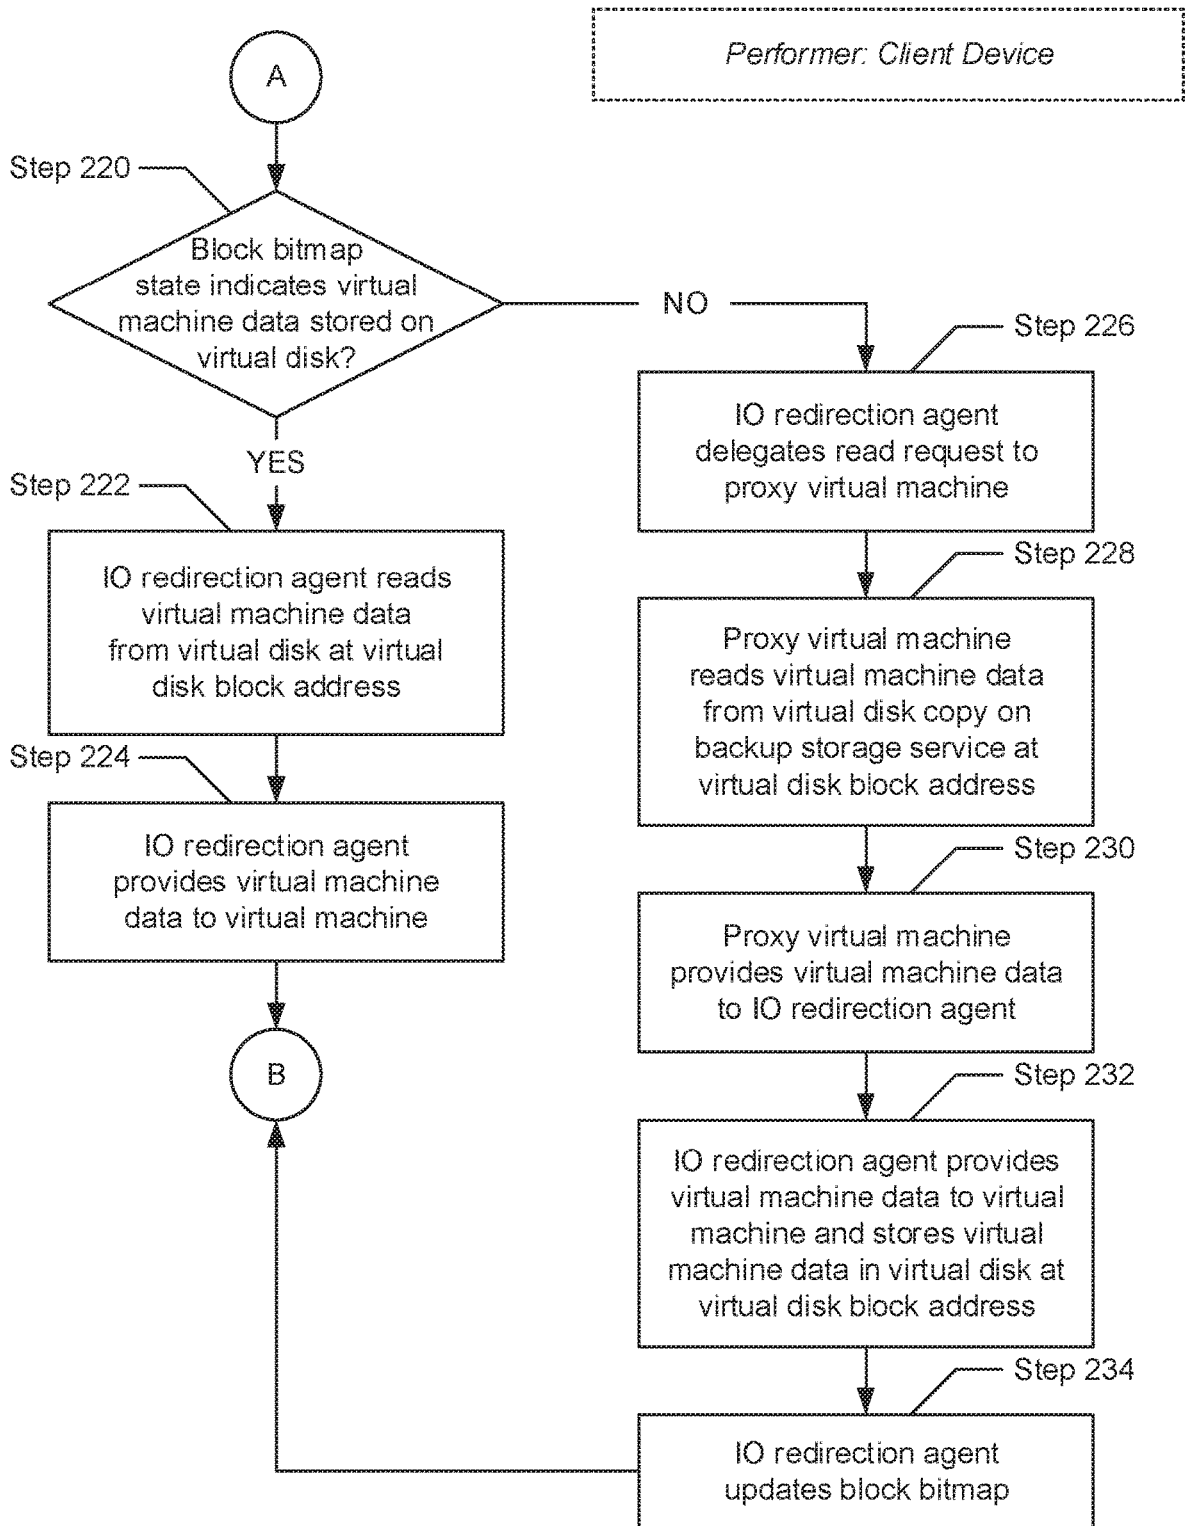 Performer: Client Device
A
Step 220
Block bitmap
state indicates virtual
machine data stored on
virtual disk?
NO
YES
Step 222
IO redirection agent reads
virtual machine data
from virtual disk at virtual
disk block address
Step 224
IO redirection agent
provides virtual machine
data to virtual machine
B
Step 226
IO redirection agent
delegates read request to
proxy virtual machine
Step 228
Proxy virtual machine
reads virtual machine data
from virtual disk copy on
backup storage service at
virtual disk block address
Step 230
Proxy virtual machine
provides virtual machine data
to IO redirection agent
Step 232
IO redirection agent provides
virtual machine data to virtual
machine and stores virtual
machine data in virtual disk at
virtual disk block address
Step 234
IO redirection agent
updates block bitmap